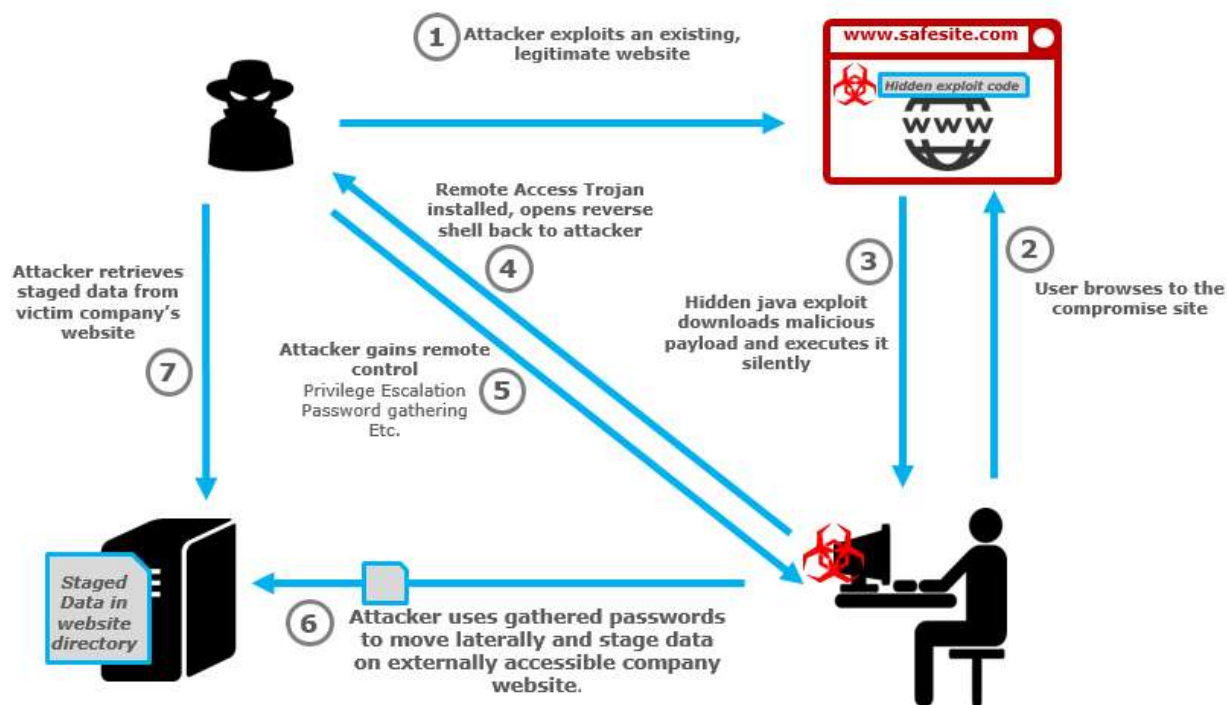 1
Attacker exploits an existing,
legitimate website
www.safesite.com
Hidden exploit code
www
Remote Access Trojan
installed, opens reverse
shell back to attacker
4
3
Hidden java exploit
downloads malicious
payload and executes it
silently
2
User browses to the
compromise site
Attacker retrieves
staged data from
victim company's
website
7
Attacker gains remote
control
Privilege Escalation
Password gathering
Etc.
5
Staged
Data in
website
directory
6
Attacker uses gathered passwords
to move laterally and stage data
on externally accessible company
website.